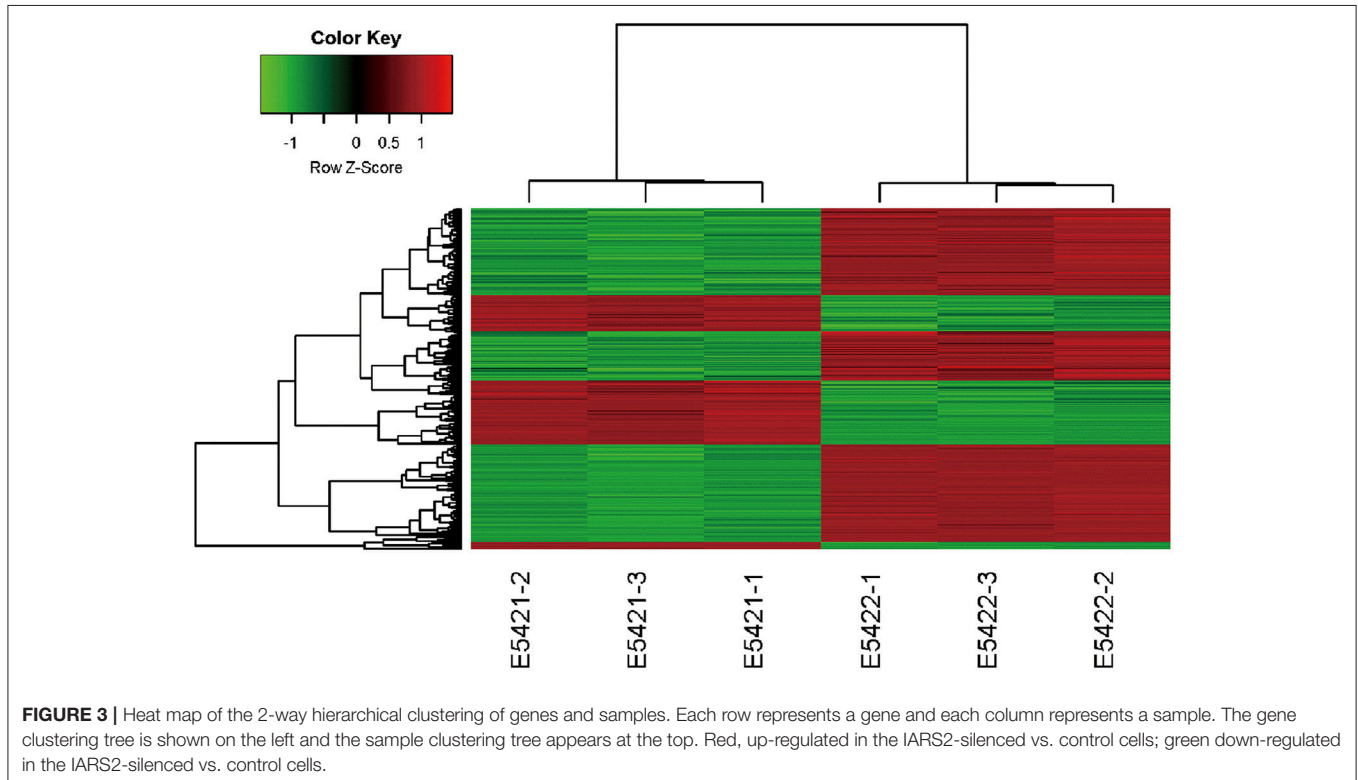 Color Key
-1 0 0.5 1
Row Z-Score
E5421-2 E5421-3 E5421-1 E5422-1 E5422-3 E5422-2
FIGURE 3 | Heat map of the 2-way hierarchical clustering of genes and samples. Each row represents a gene and each column represents a sample. The gene
clustering tree is shown on the left and the sample clustering tree appears at the top. Red, up-regulated in the IARS2-silenced vs. control cells; green down-regulated
in the IARS2-silenced vs. control cells.